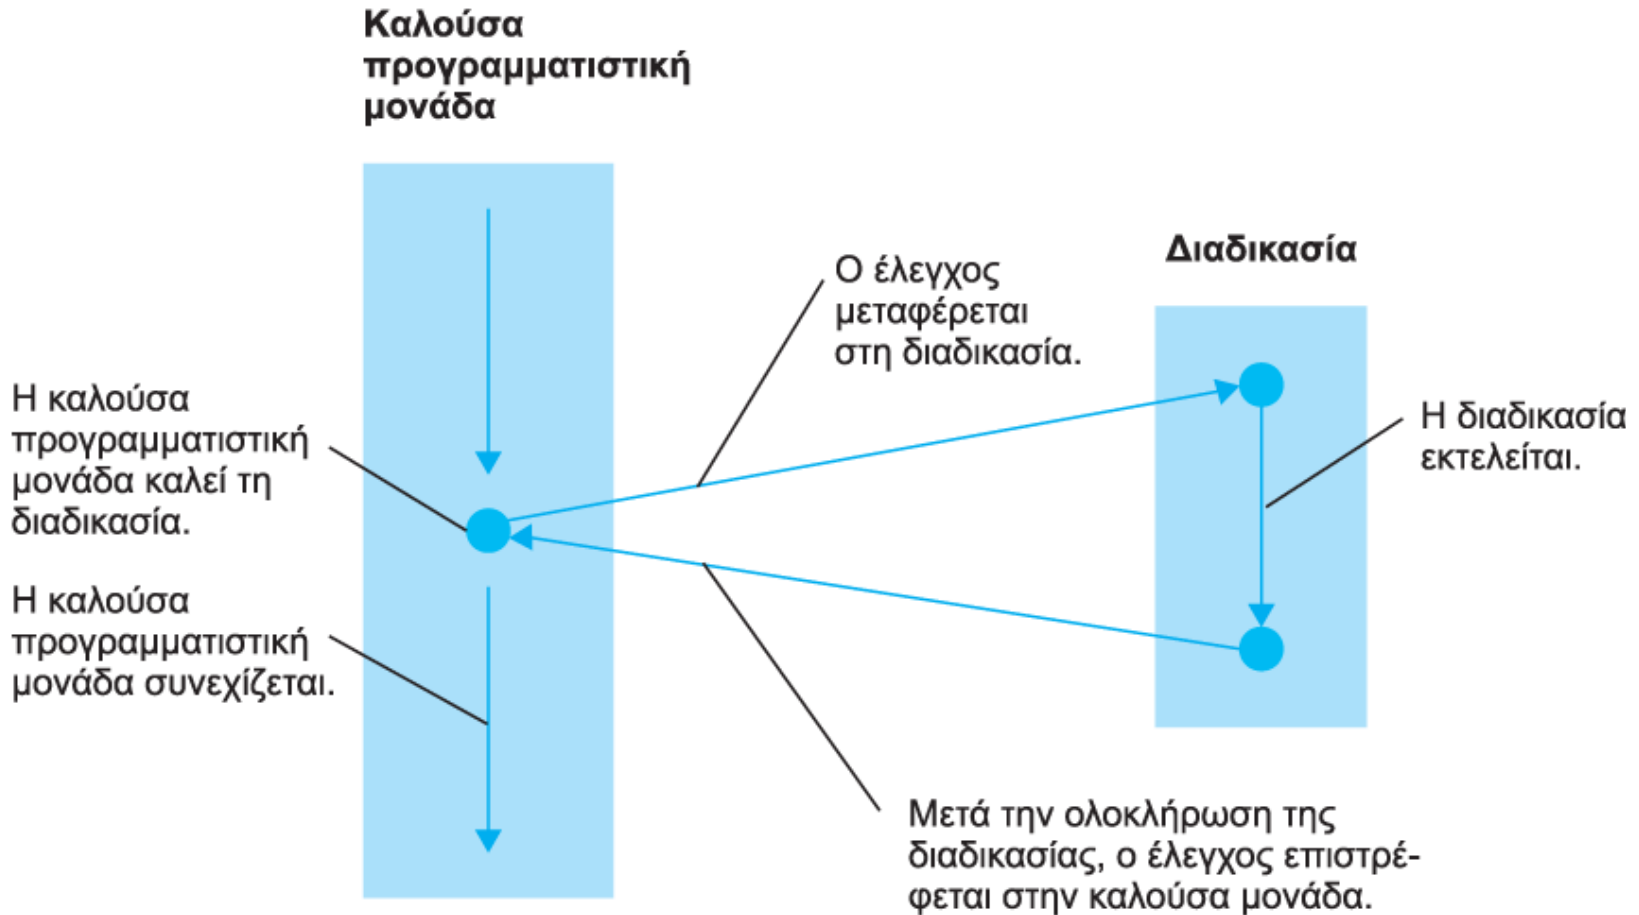 Καλούσα
προγραμματιστική
μονάδα
Διαδικασία
Ο έλεγχος
μεταφέρεται
στη διαδικασία.
Η καλούσα
προγραμματιστική
μονάδα καλεί τη
διαδικασία.
Η διαδικασία
εκτελείται.
Η καλούσα
προγραμματιστική
μονάδα συνεχίζεται.
Μετά την ολοκλήρωση της
διαδικασίας, ο έλεγχος επιστρέ-
φεται στην καλούσα μονάδα.